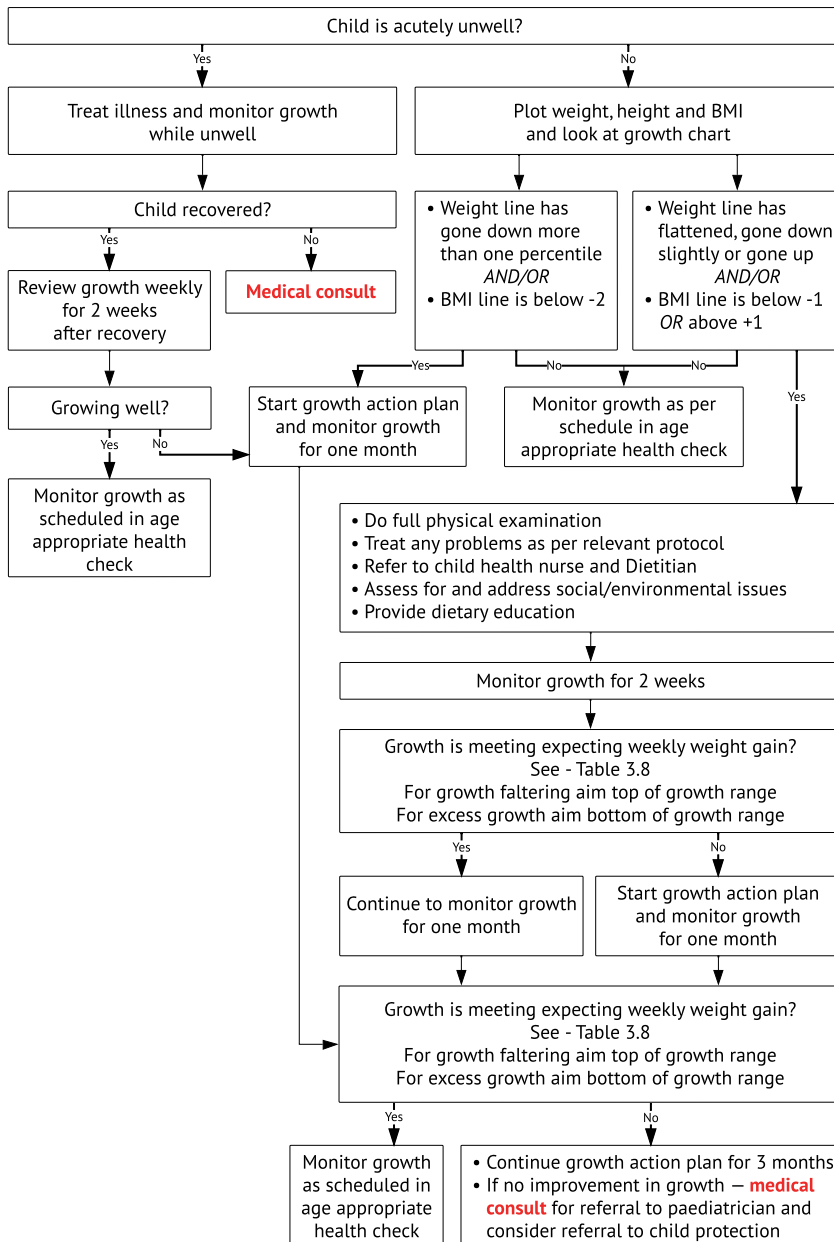 Child is acutely unwell?
Yes
No
Treat illness and monitor growth
while unwell
Plot weight, height and BMI
and look at growth chart
Child recovered?
Yes
No
• Weight line has
gone down more
than one percentile
AND/OR
• BMI line is below -2
• Weight line has
flattened, gone down
slightly or gone up
AND/OR
• BMI line is below -1
OR above +1
Review growth weekly
for 2 weeks
after recovery
Medical consult
Yes
No
No
Yes
Growing well?
Yes
No
Start growth action plan
and monitor growth
for one month
Monitor growth as per
schedule in age
appropriate health check
Monitor growth as
scheduled in age
appropriate health
check
• Do full physical examination
• Treat any problems as per relevant protocol
• Refer to child health nurse and Dietitian
• Assess for and address social/environmental issues
• Provide dietary education
Monitor growth for 2 weeks
Growth is meeting expecting weekly weight gain?
See - Table 3.8
For growth faltering aim top of growth range
For excess growth aim bottom of growth range
Yes
No
Continue to monitor growth
for one month
Start growth action plan
and monitor growth
for one month
Growth is meeting expecting weekly weight gain?
See - Table 3.8
For growth faltering aim top of growth range
For excess growth aim bottom of growth range
Yes
No
Monitor growth
as scheduled in
age appropriate
health check
• Continue growth action plan for 3 months
• If no improvement in growth — medical
consult for referral to paediatrician and
consider referral to child protection